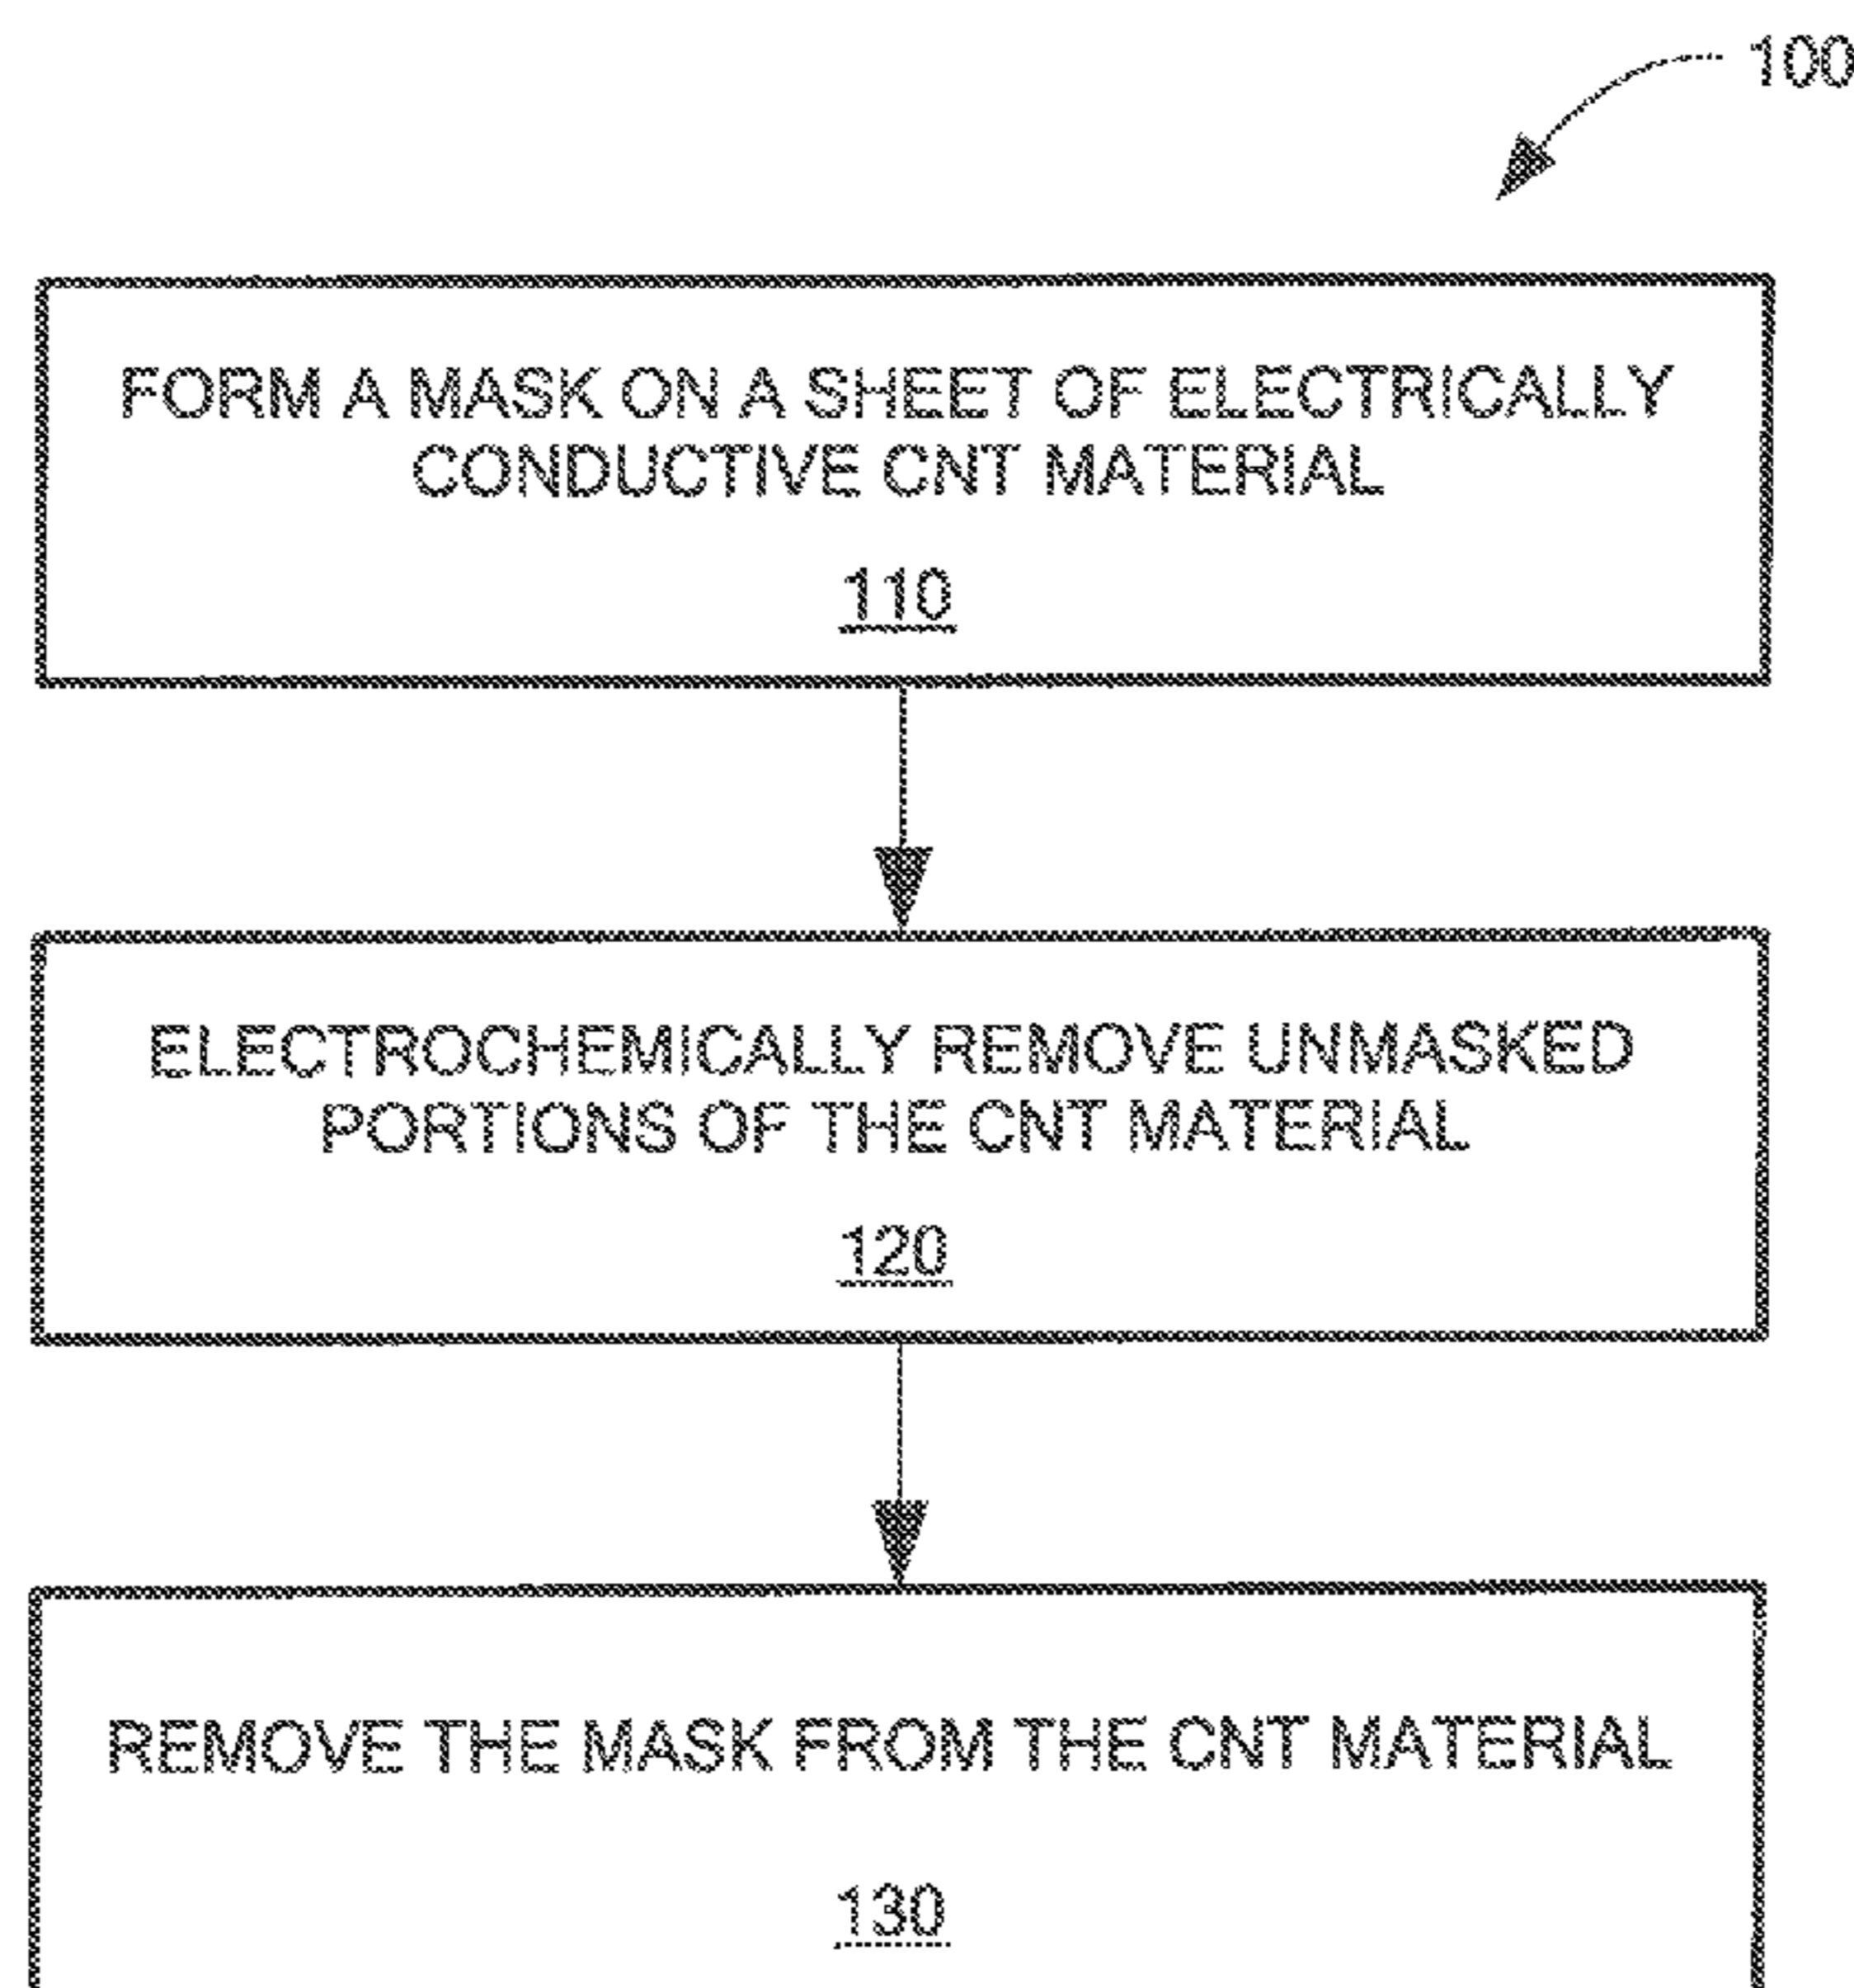 100
FORM A MASK ON A SHEET OF ELECTRICALLY
CONDUCTIVE CNT MATERIAL
110
ELECTROCHEMICALLY REMOVE UNMASKED
PORTIONS OF THE CNT MATERIAL
120
REMOVE THE MASK FROM THE CNT MATERIAL
130